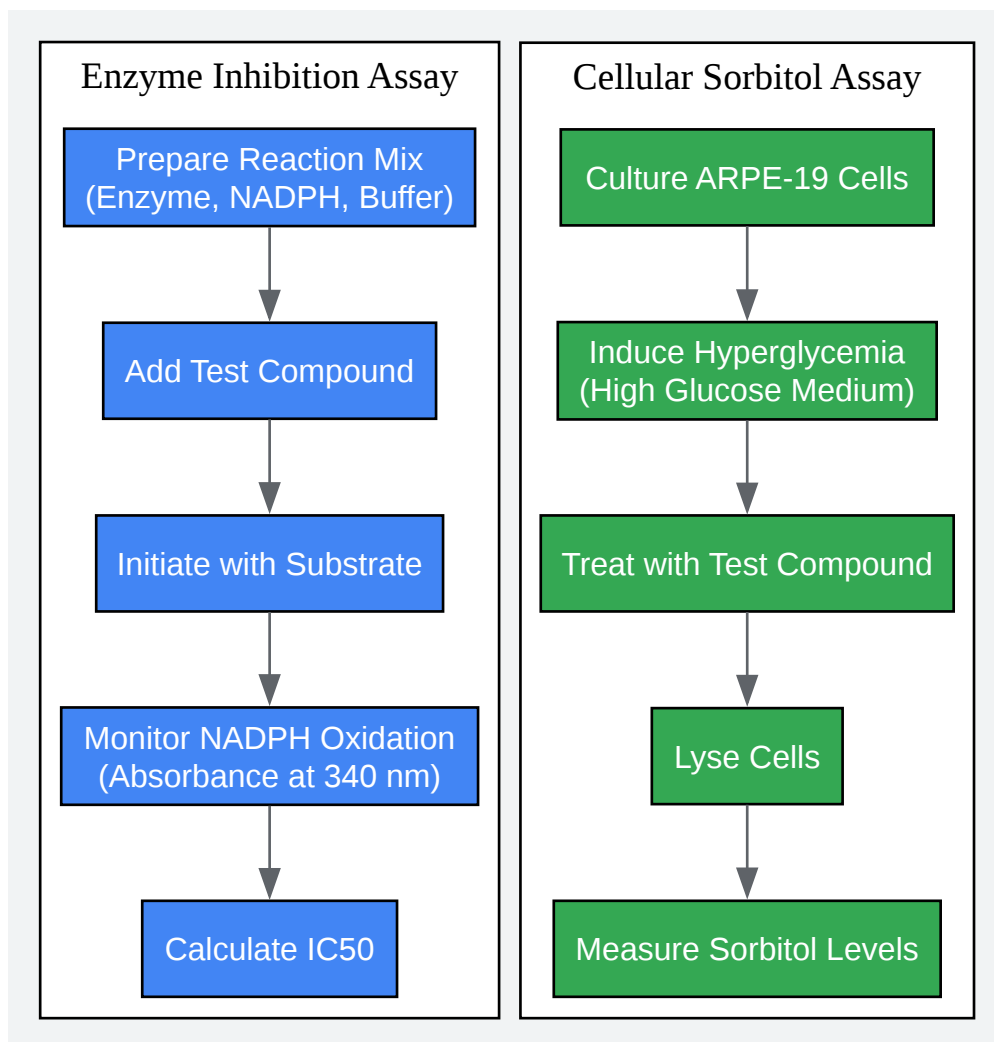 Enzyme Inhibition Assay
Prepare Reaction Mix
(Enzyme, NADPH, Buffer)
Add Test Compound
Initiate with Substrate
Monitor NADPH Oxidation
(Absorbance at 340 nm)
Calculate IC50
Cellular Sorbitol Assay
Culture ARPE-19 Cells
Induce Hyperglycemia
(High Glucose Medium)
Treat with Test Compound
Lyse Cells
Measure Sorbitol Levels